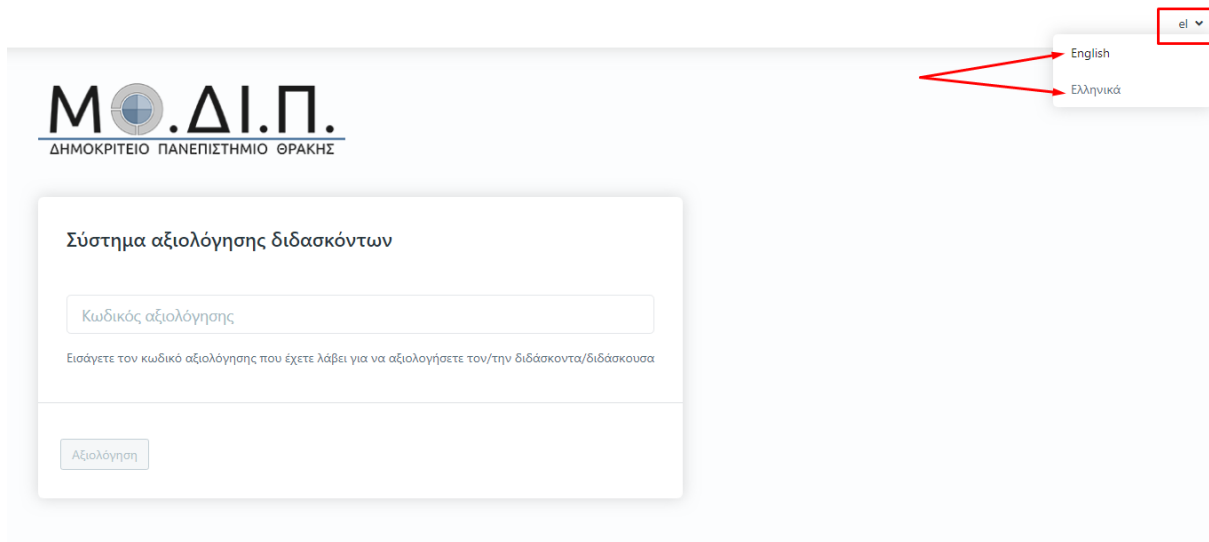 el
English
Ελληνικά
ΜΟ.ΔΙ.Π.
ΔΗΜΟΚΡΙΤΕΙΟ ΠΑΝΕΠΙΣΤΗΜΙΟ ΘΡΑΚΗΣ
Σύστημα αξιολόγησης διδασκόντων
Κωδικός αξιολόγησης
Εισάγετε τον κωδικό αξιολόγησης που έχετε λάβει για να αξιολογήσετε τον/την διδάσκοντα/διδάσκουσα
Αξιολόγηση